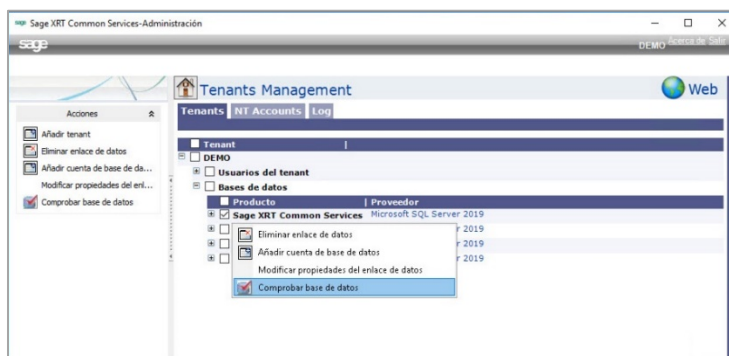 Sage XRT Common Services-Administración
sage
DEMO Acerca de Salir
Tenants Management
Web
Acciones
Añadir tenant
Eliminar enlace de datos
Añadir cuenta de base de da...
Modificar propiedades del enl...
Comprobar base de datos
Tenants NT Accounts Log
Tenant
DEMO
Usuarios del tenant
Bases de datos
Producto Proveedor
Sage XRT Common Services Microsoft SQL Server 2019
r 2019
r 2019
r 2019
Eliminar enlace de datos
Añadir cuenta de base de datos
Modificar propiedades del enlace de datos
Comprobar base de datos